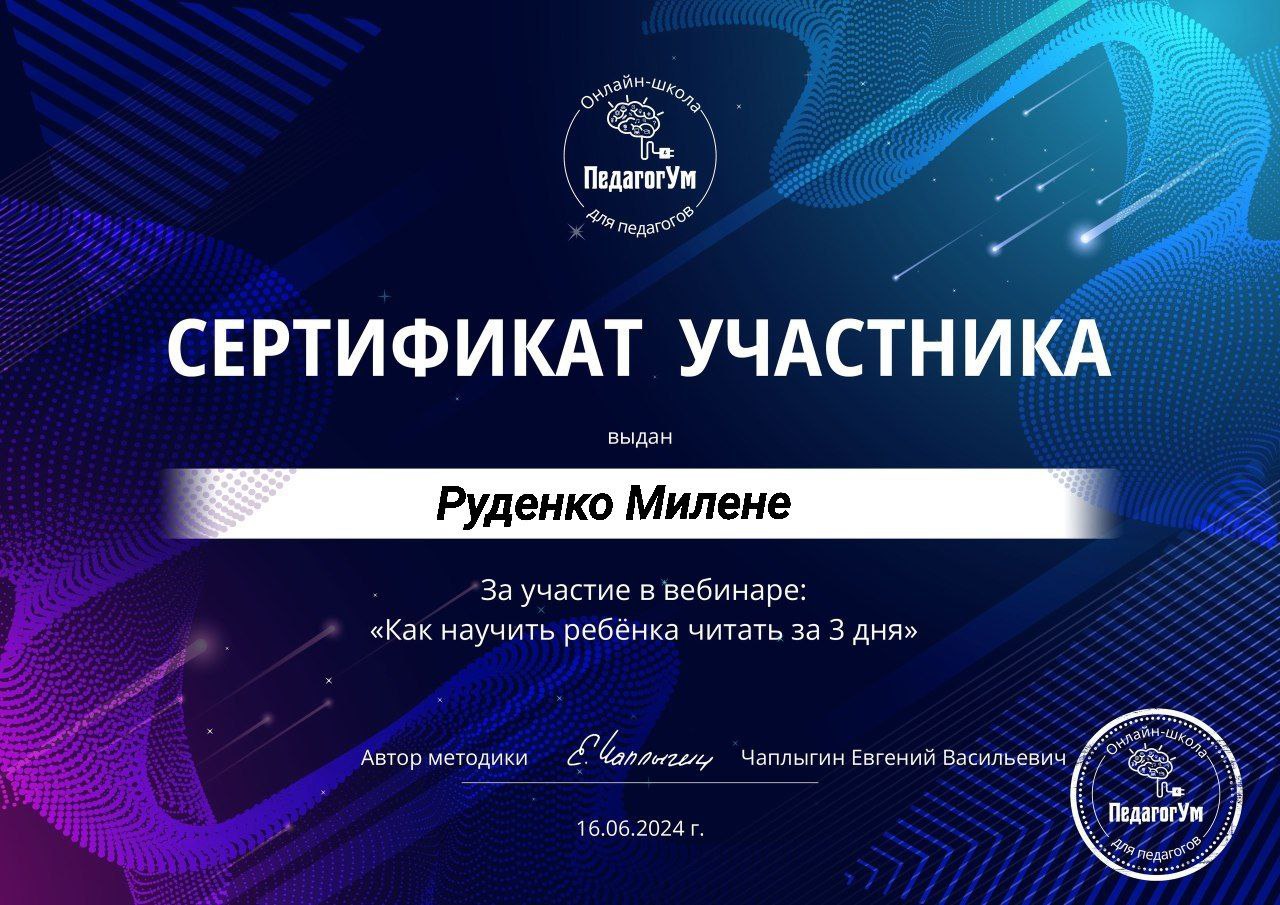 Онлайн-школа
ПедагогУм
для педагогов
СЕРТИФИКАТ УЧАСТНИКА
выдан
Руденко Милене
За участие в вебинаре:
«Как научить ребёнка читать за 3 дня»
Автор методики Е. Чаплыгин Чаплыгин Евгений Васильевич
16.06.2024 г.
Онлайн-школа
ПедагогУм
для педагогов